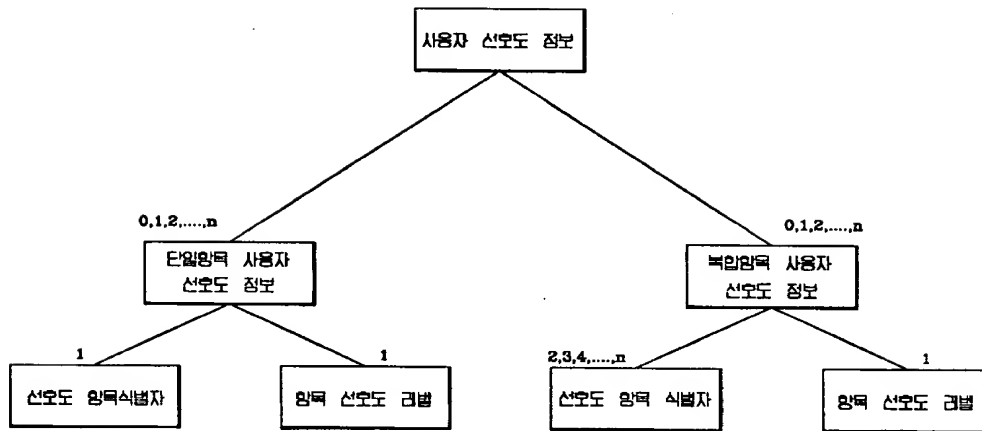 사용자 선호도 정보
0,1,2,....,n
0,1,2,....,n
단일항목 사용자
선호도 정보
복합항목 사용자
선호도 정보
1
1
2,3,4,....,n
1
선호도 항목식별자
항목 선호도 레벨
선호도 항목 식별자
항목 선호도 레벨